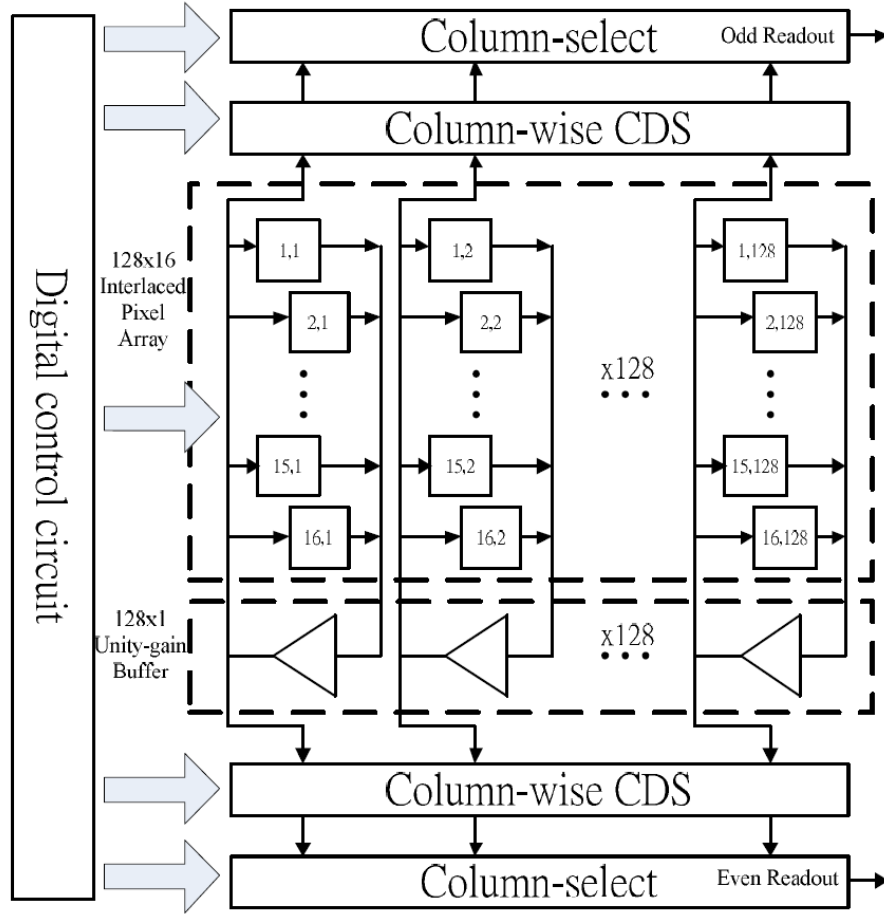 Column-select Odd Readout
Column-wise CDS
Digital control circuit
128x16
Interlaced
Pixel
Array
1,1 1,2 1,128
2,1 2,2 2,128
x128
15,1 15,2 15,128
16,1 16,2 16,128
128x1
Unity-gain
Buffer
x128
Column-wise CDS
Column-select Even Readout